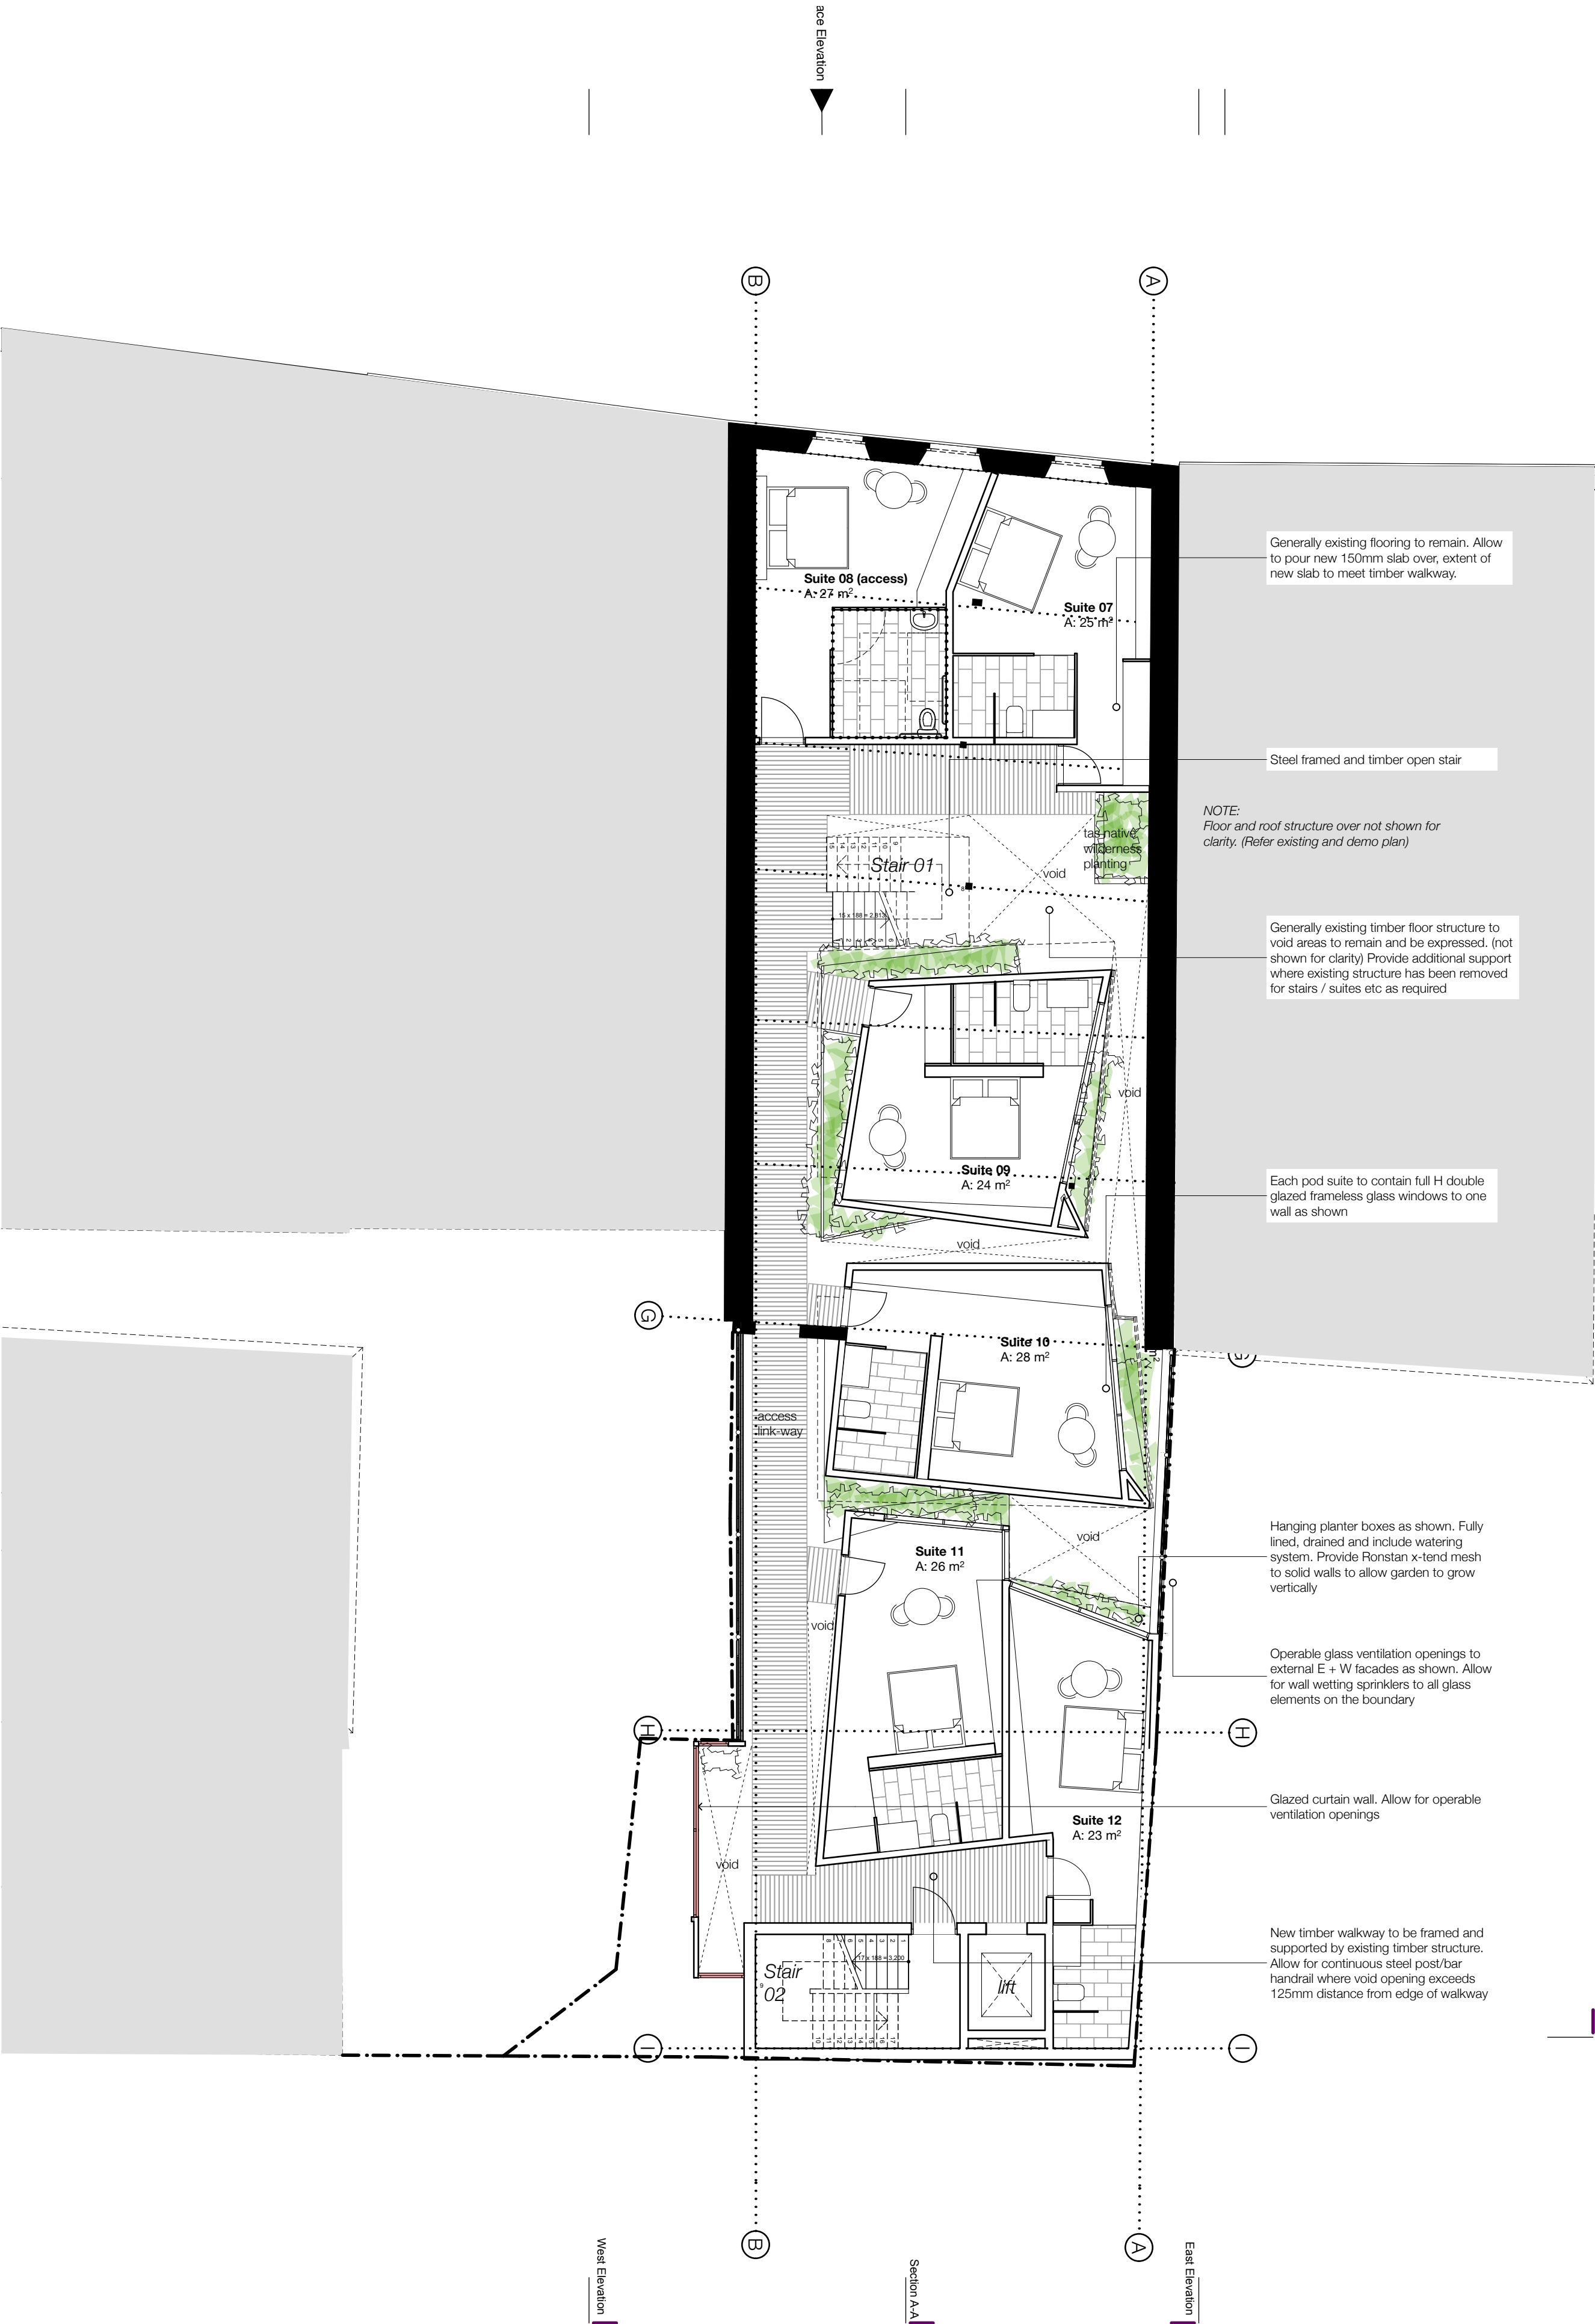 ace Elevation
B
A
Generally existing flooring to remain. Allow
to pour new 150mm slab over, extent of
new slab to meet timber walkway.
Suite 08 (access)
A: 27 m²
Suite 07
A: 25 m²
Steel framed and timber open stair
NOTE:
Floor and roof structure over not shown for
clarity. (Refer existing and demo plan)
tas native
wilderness
planting
Stair 01
void
15 x 188 = 2,813
Generally existing timber floor structure to
void areas to remain and be expressed. (not
shown for clarity) Provide additional support
where existing structure has been removed
for stairs / suites etc as required
void
Suite 09
A: 24 m²
Each pod suite to contain full H double
glazed frameless glass windows to one
wall as shown
void
G
G
Suite 10
A: 28 m²
m²
access
link-way
Hanging planter boxes as shown. Fully
lined, drained and include watering
system. Provide Ronstan x-tend mesh
to solid walls to allow garden to grow
vertically
void
Suite 11
A: 26 m²
void
Operable glass ventilation openings to
external E + W facades as shown. Allow
for wall wetting sprinklers to all glass
elements on the boundary
H
H
Glazed curtain wall. Allow for operable
ventilation openings
Suite 12
A: 23 m²
void
New timber walkway to be framed and
supported by existing timber structure.
Allow for continuous steel post/bar
handrail where void opening exceeds
125mm distance from edge of walkway
17 x 188 = 3,200
Stair
02
lift
I
I
B
A
West Elevation
Section A-A
East Elevation